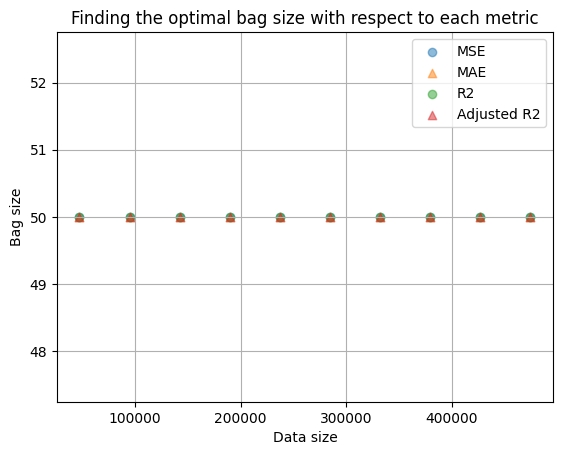 Finding the optimal bag size with respect to each metric
MSE
MAE
R2
Adjusted R2
Bag size
52
51
50
49
48
100000
200000
300000
400000
Data size